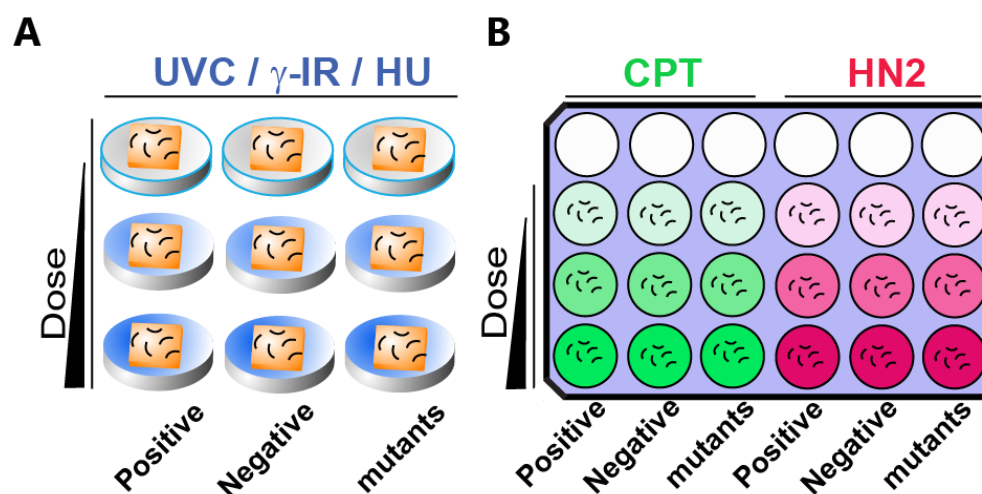 A
UVC / γ-IR / HU
Dose
Positive
Negative
mutants
B
CPT
HN2
Dose
Positive
Negative
mutants
Positive
Negative
mutants